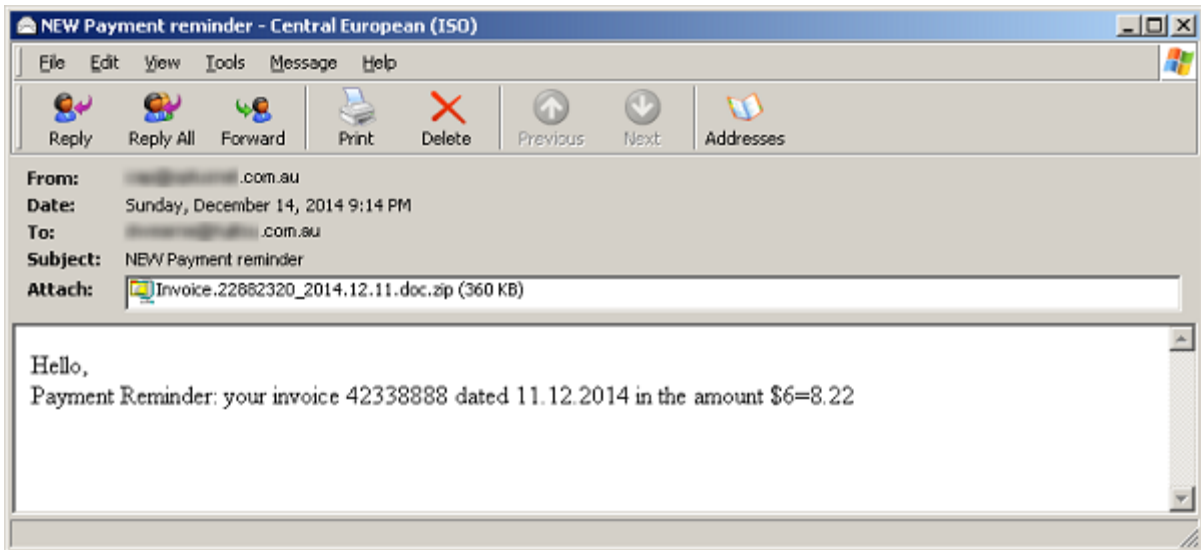 NEW Payment reminder - Central European (ISO)
File Edit View Tools Message Help
Reply Reply All Forward Print Delete Previous Next Addresses
From: .com.au
Date: Sunday, December 14, 2014 9:14 PM
To: .com.au
Subject: NEW Payment reminder
Attach: Invoice.22882320_2014.12.11.doc.zip (360 KB)
Hello,
Payment Reminder: your invoice 42338888 dated 11.12.2014 in the amount $6=8.22